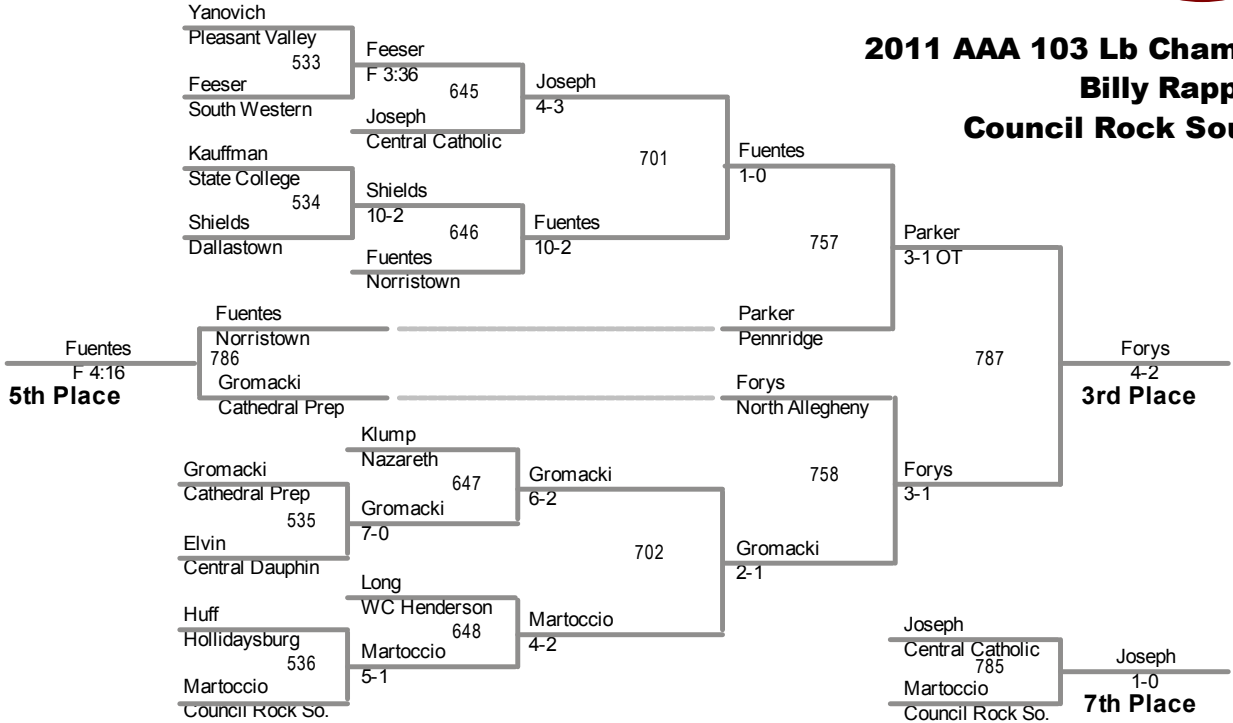 Yanovich
Pleasant Valley
533
Feeser
South Western
Feeser
F 3:36
645
Joseph
Central Catholic
Joseph
4-3
2011 AAA 103 Lb Cham
Billy Rapp
Council Rock Sou
Kauffman
State College
534
Shields
Dallastown
Shields
10-2
646
Fuentes
Norristown
Fuentes
10-2
701
Fuentes
1-0
757
Parker
Pennridge
Parker
3-1 OT
Fuentes
Norristown
786
Gromacki
Cathedral Prep
Fuentes
F 4:16
5th Place
Forys
North Allegheny
787
Forys
4-2
3rd Place
Klump
Nazareth
647
Gromacki
Cathedral Prep
535
Elvin
Central Dauphin
Gromacki
7-0
Gromacki
6-2
758
Forys
3-1
702
Gromacki
2-1
Long
WC Henderson
648
Huff
Hollidaysburg
536
Martoccio
Council Rock So.
Martoccio
5-1
Martoccio
4-2
Joseph
Central Catholic
785
Martoccio
Council Rock So.
Joseph
1-0
7th Place